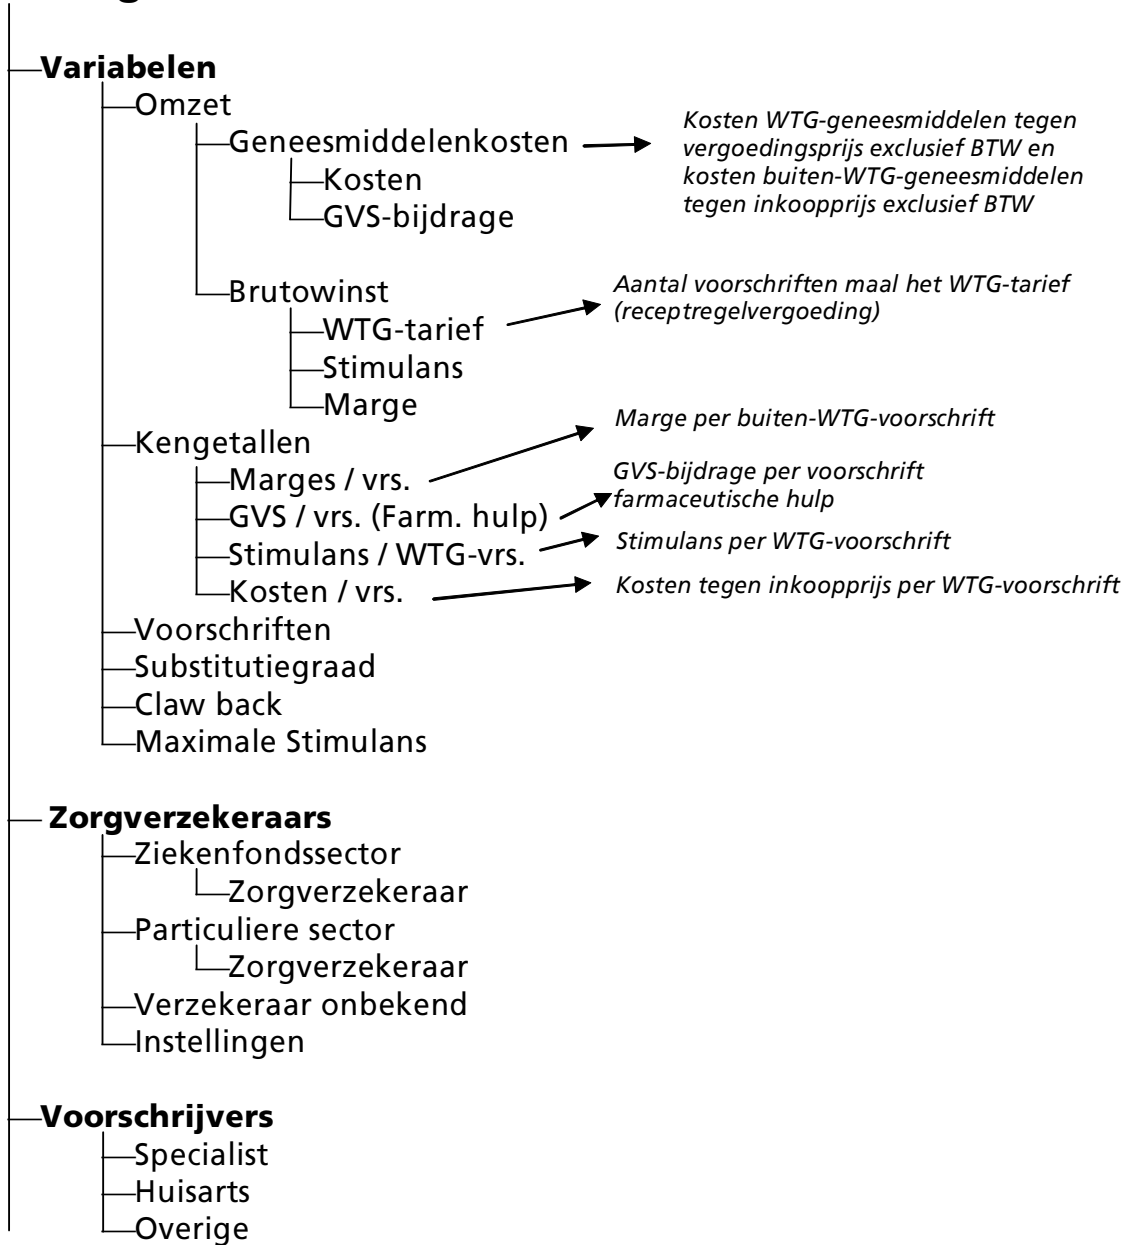 Variabelen
Omzet
Geneesmiddelenkosten
Kosten WTG-geneesmiddelen tegen
vergoedingsprijs exclusief BTW en
kosten buiten-WTG-geneesmiddelen
tegen inkoopprijs exclusief BTW
Kosten
GVS-bijdrage
Brutowinst
Aantal voorschriften maal het WTG-tarief
(receptregelvergoeding)
WTG-tarief
Stimulans
Marge
Kengetallen
Marge per buiten-WTG-voorschrift
Marges / vrs.
GVS-bijdrage per voorschrift
farmaceutische hulp
GVS / vrs. (Farm. hulp)
Stimulans / WTG-vrs.
Stimulans per WTG-voorschrift
Kosten / vrs.
Kosten tegen inkoopprijs per WTG-voorschrift
Voorschriften
Substitutiegraad
Claw back
Maximale Stimulans
Zorgverzekeraars
Ziekenfondssector
Zorgverzekeraar
Particuliere sector
Zorgverzekeraar
Verzekeraar onbekend
Instellingen
Voorschrijvers
Specialist
Huisarts
Overige